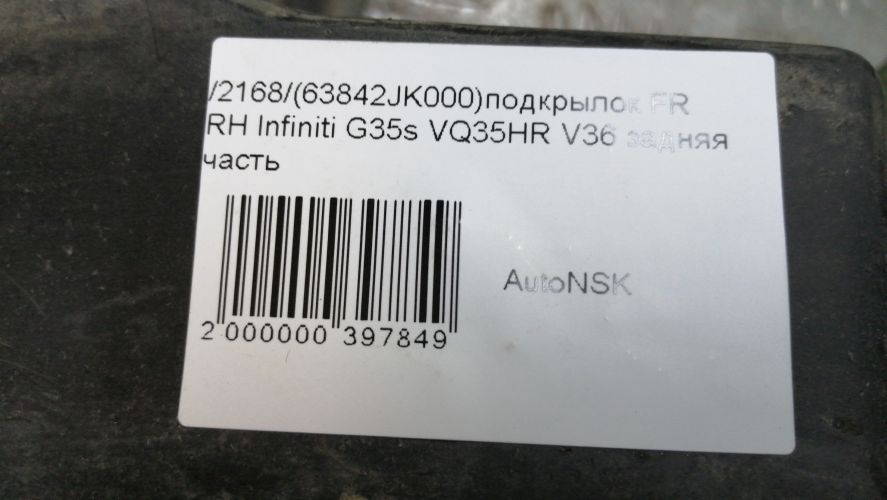 /2168/(63842JK000)подкрылок FR
RH Infiniti G35s VQ35HR V36 задняя
часть
AutoNSK
2 000000 397849